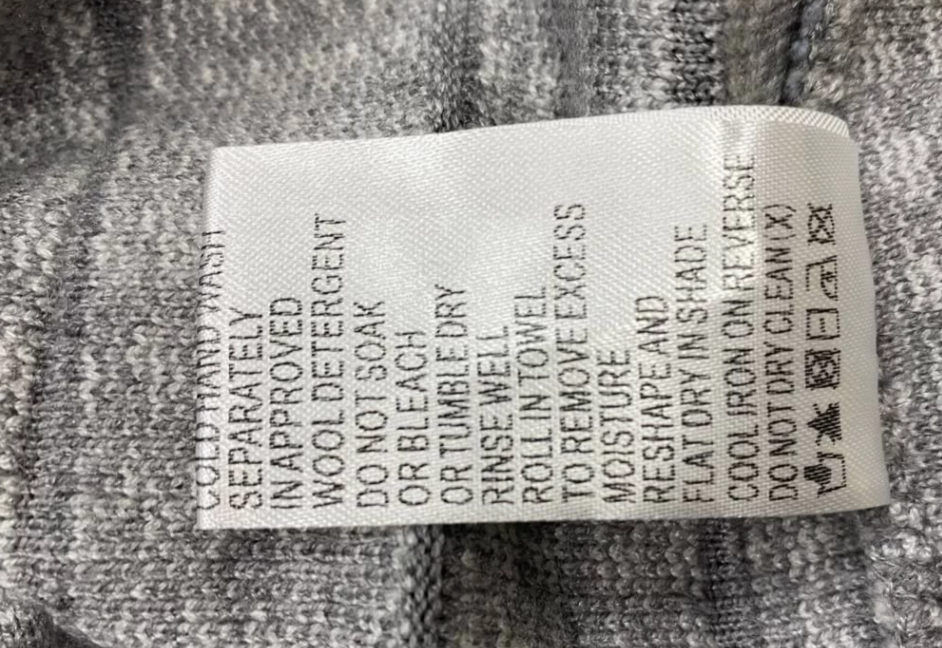 COLD HAND WASH
SEPARATELY
IN APPROVED
WOOL DETERGENT
DO NOT SOAK
OR BLEACH
OR TUMBLE DRY
RINSE WELL
ROLL IN TOWEL
TO REMOVE EXCESS
MOISTURE
RESHAPE AND
FLAT DRY IN SHADE
COOL IRON ON REVERSE
DO NOT DRY CLEAN (X)